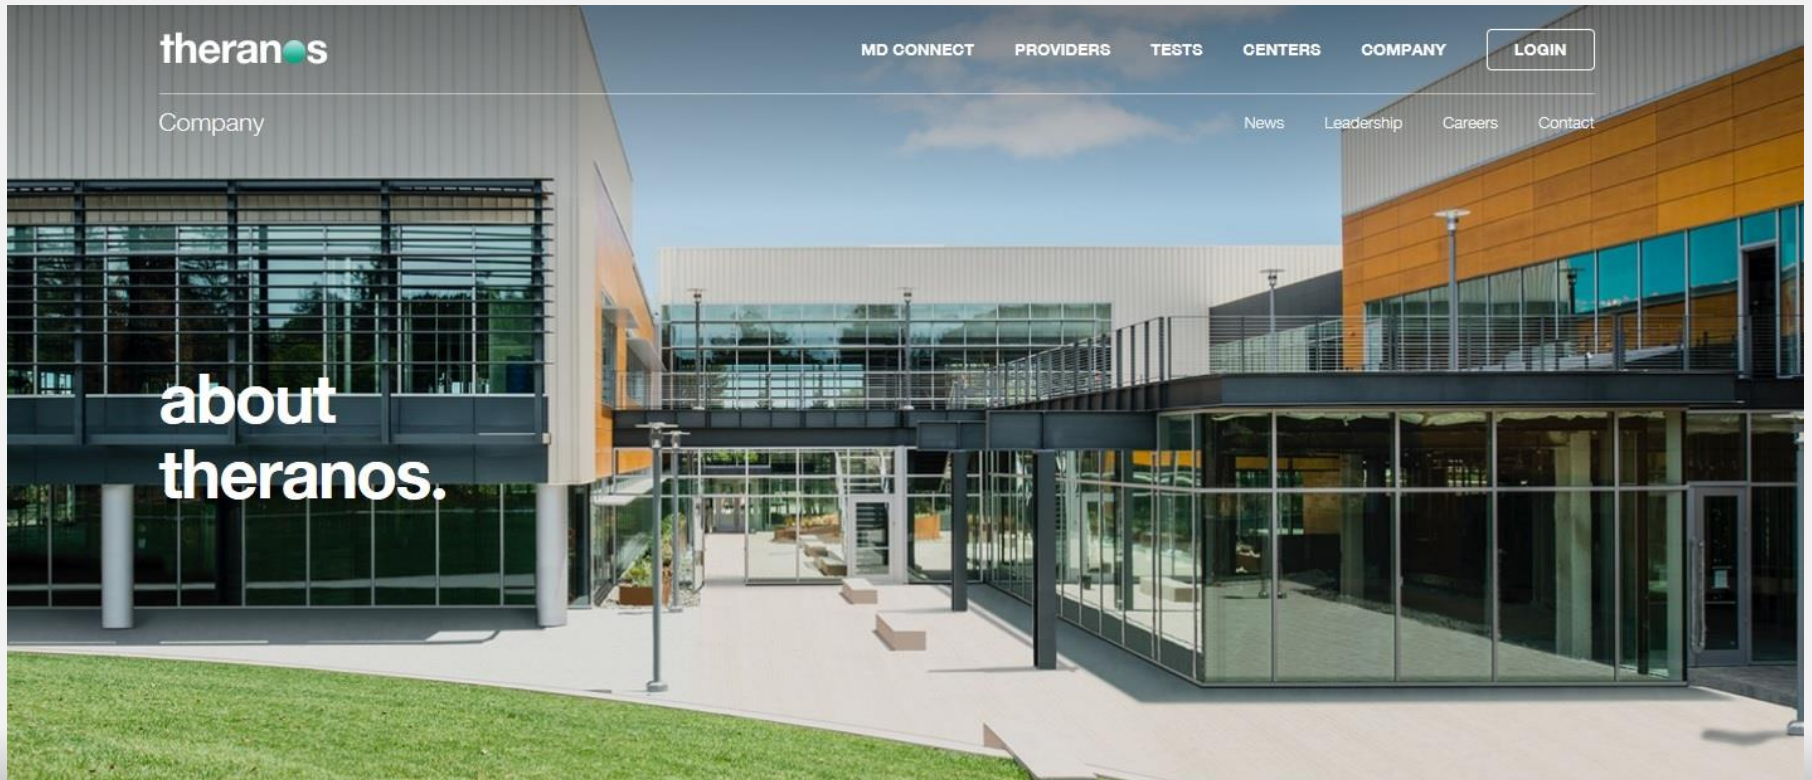 theranos
MD CONNECT PROVIDERS TESTS CENTERS COMPANY LOGIN
Company
News Leadership Careers Contact
about
theranos.